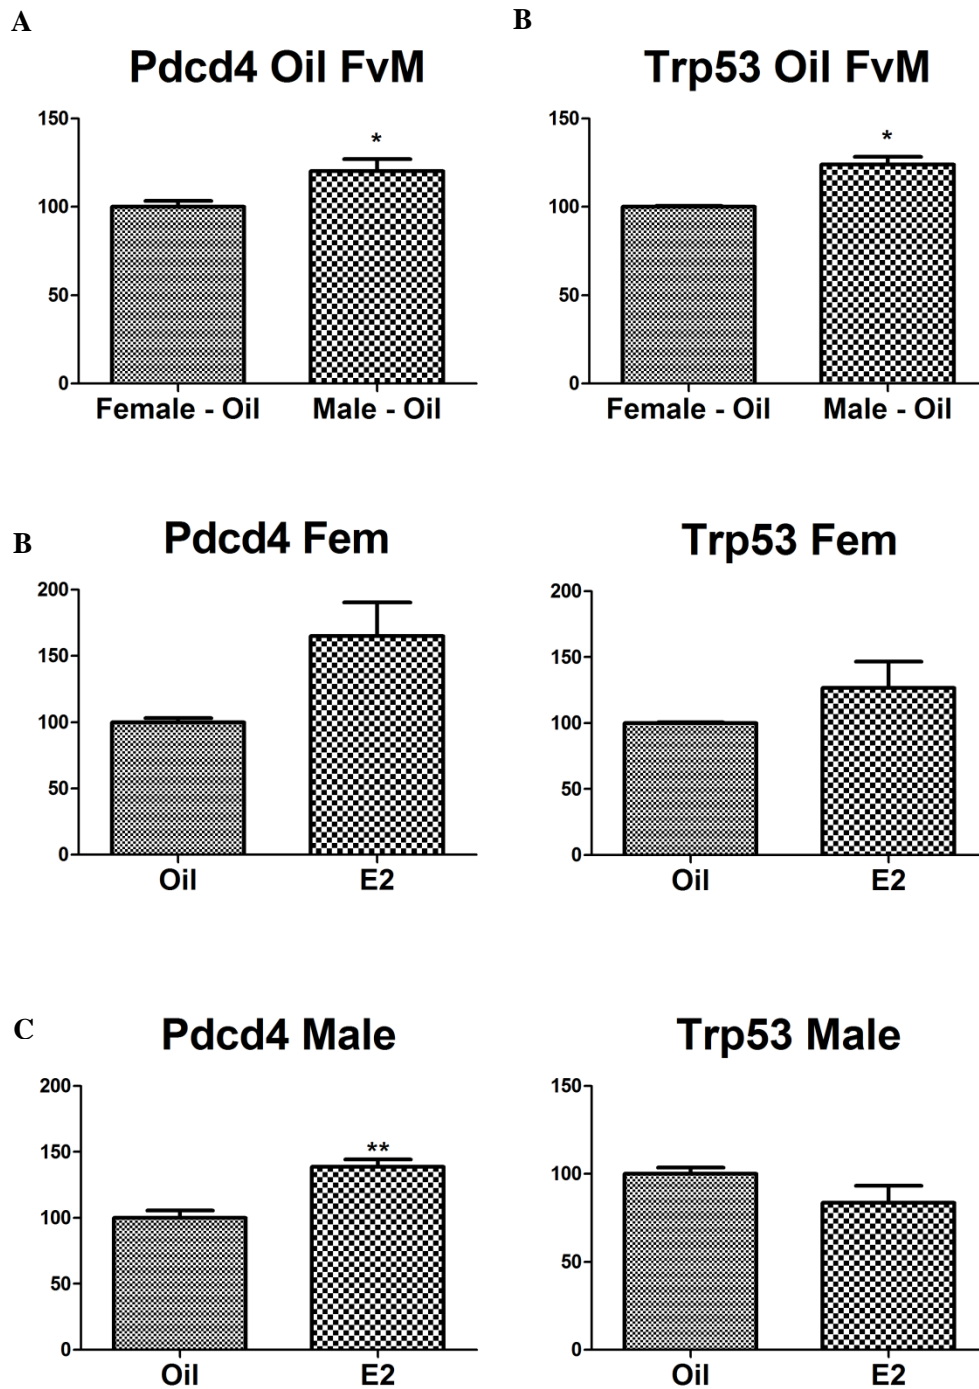 A
Pdcd4 Oil FvM
150
*
100
50
0
Female - Oil Male - Oil
B
Trp53 Oil FvM
150
*
100
50
0
Female - Oil Male - Oil
B
Pdcd4 Fem
200
150
100
50
0
Oil E2
Trp53 Fem
200
150
100
50
0
Oil E2
C
Pdcd4 Male
200
150
**
100
50
0
Oil E2
Trp53 Male
150
100
50
0
Oil E2